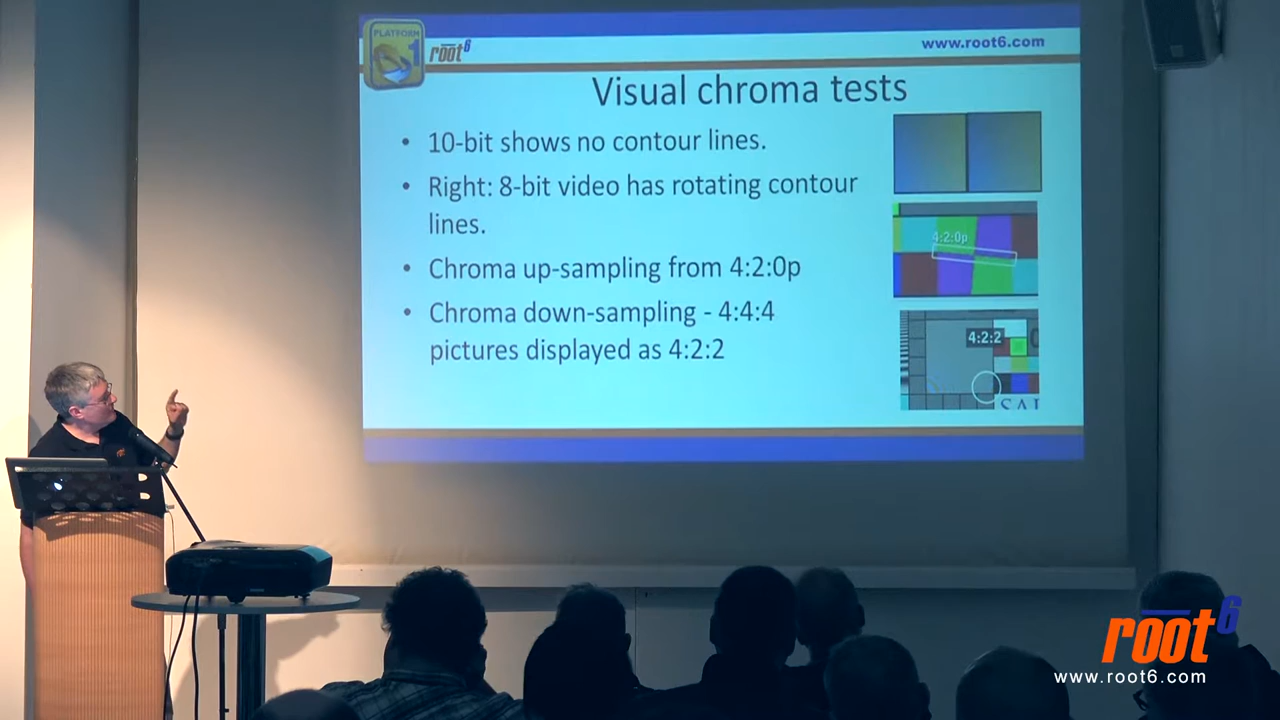 PLATFORM
1
root6
www.root6.com
Visual chroma tests
• 10-bit shows no contour lines.
• Right: 8-bit video has rotating contour
lines.
• Chroma up-sampling from 4:2:0p
• Chroma down-sampling - 4:4:4
pictures displayed as 4:2:2
4:2:0p
4:2:2
root6
www.root6.com